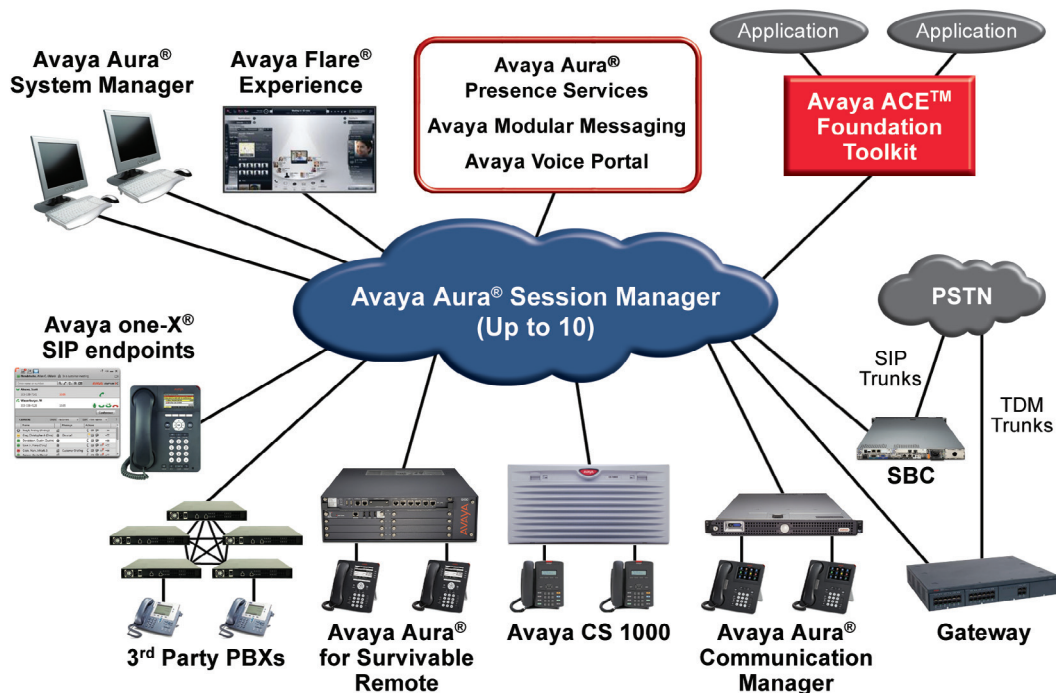 Application
Application
Avaya Aura®
System Manager
Avaya Flare®
Experience
Avaya Aura®
Presence Services
Avaya Modular Messaging
Avaya Voice Portal
Avaya ACE™
Foundation
Toolkit
Avaya Aura® Session Manager
(Up to 10)
PSTN
Avaya one-X®
SIP endpoints
SIP
Trunks
TDM
Trunks
SBC
AVAYA
3rd Party PBXs
Avaya Aura®
for Survivable
Remote
Avaya CS 1000
Avaya Aura®
Communication
Manager
Gateway